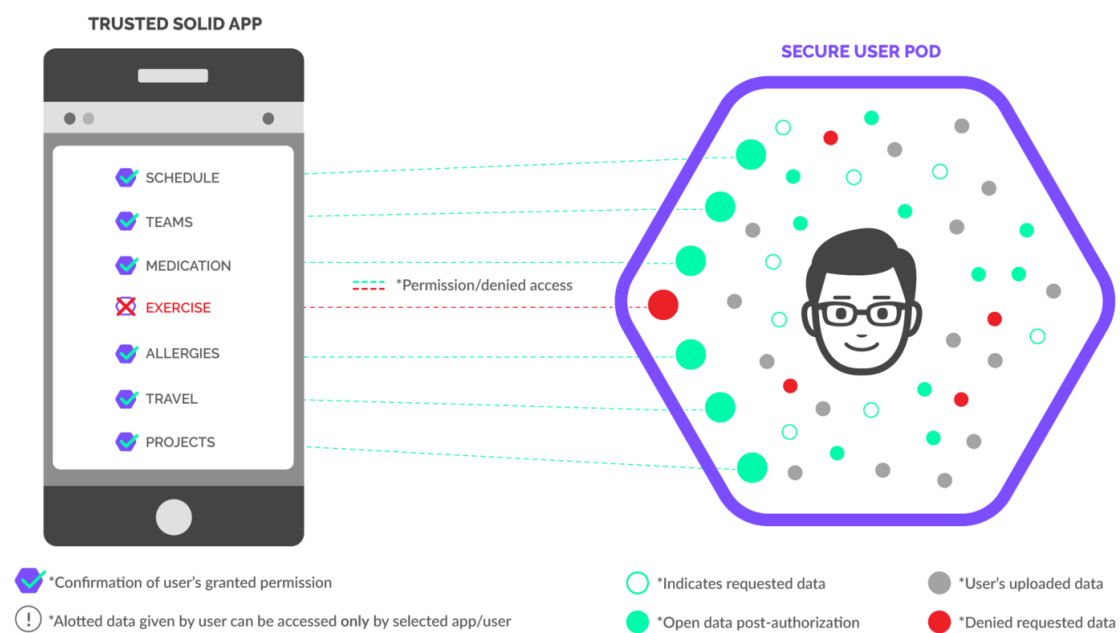 TRUSTED SOLID APP
SECURE USER POD
SCHEDULE
TEAMS
MEDICATION
EXERCISE
ALLERGIES
TRAVEL
PROJECTS
*Permission/denied access
*Confirmation of user's granted permission
! *Alotted data given by user can be accessed only by selected app/user
*Indicates requested data
*Open data post-authorization
*User's uploaded data
*Denied requested data